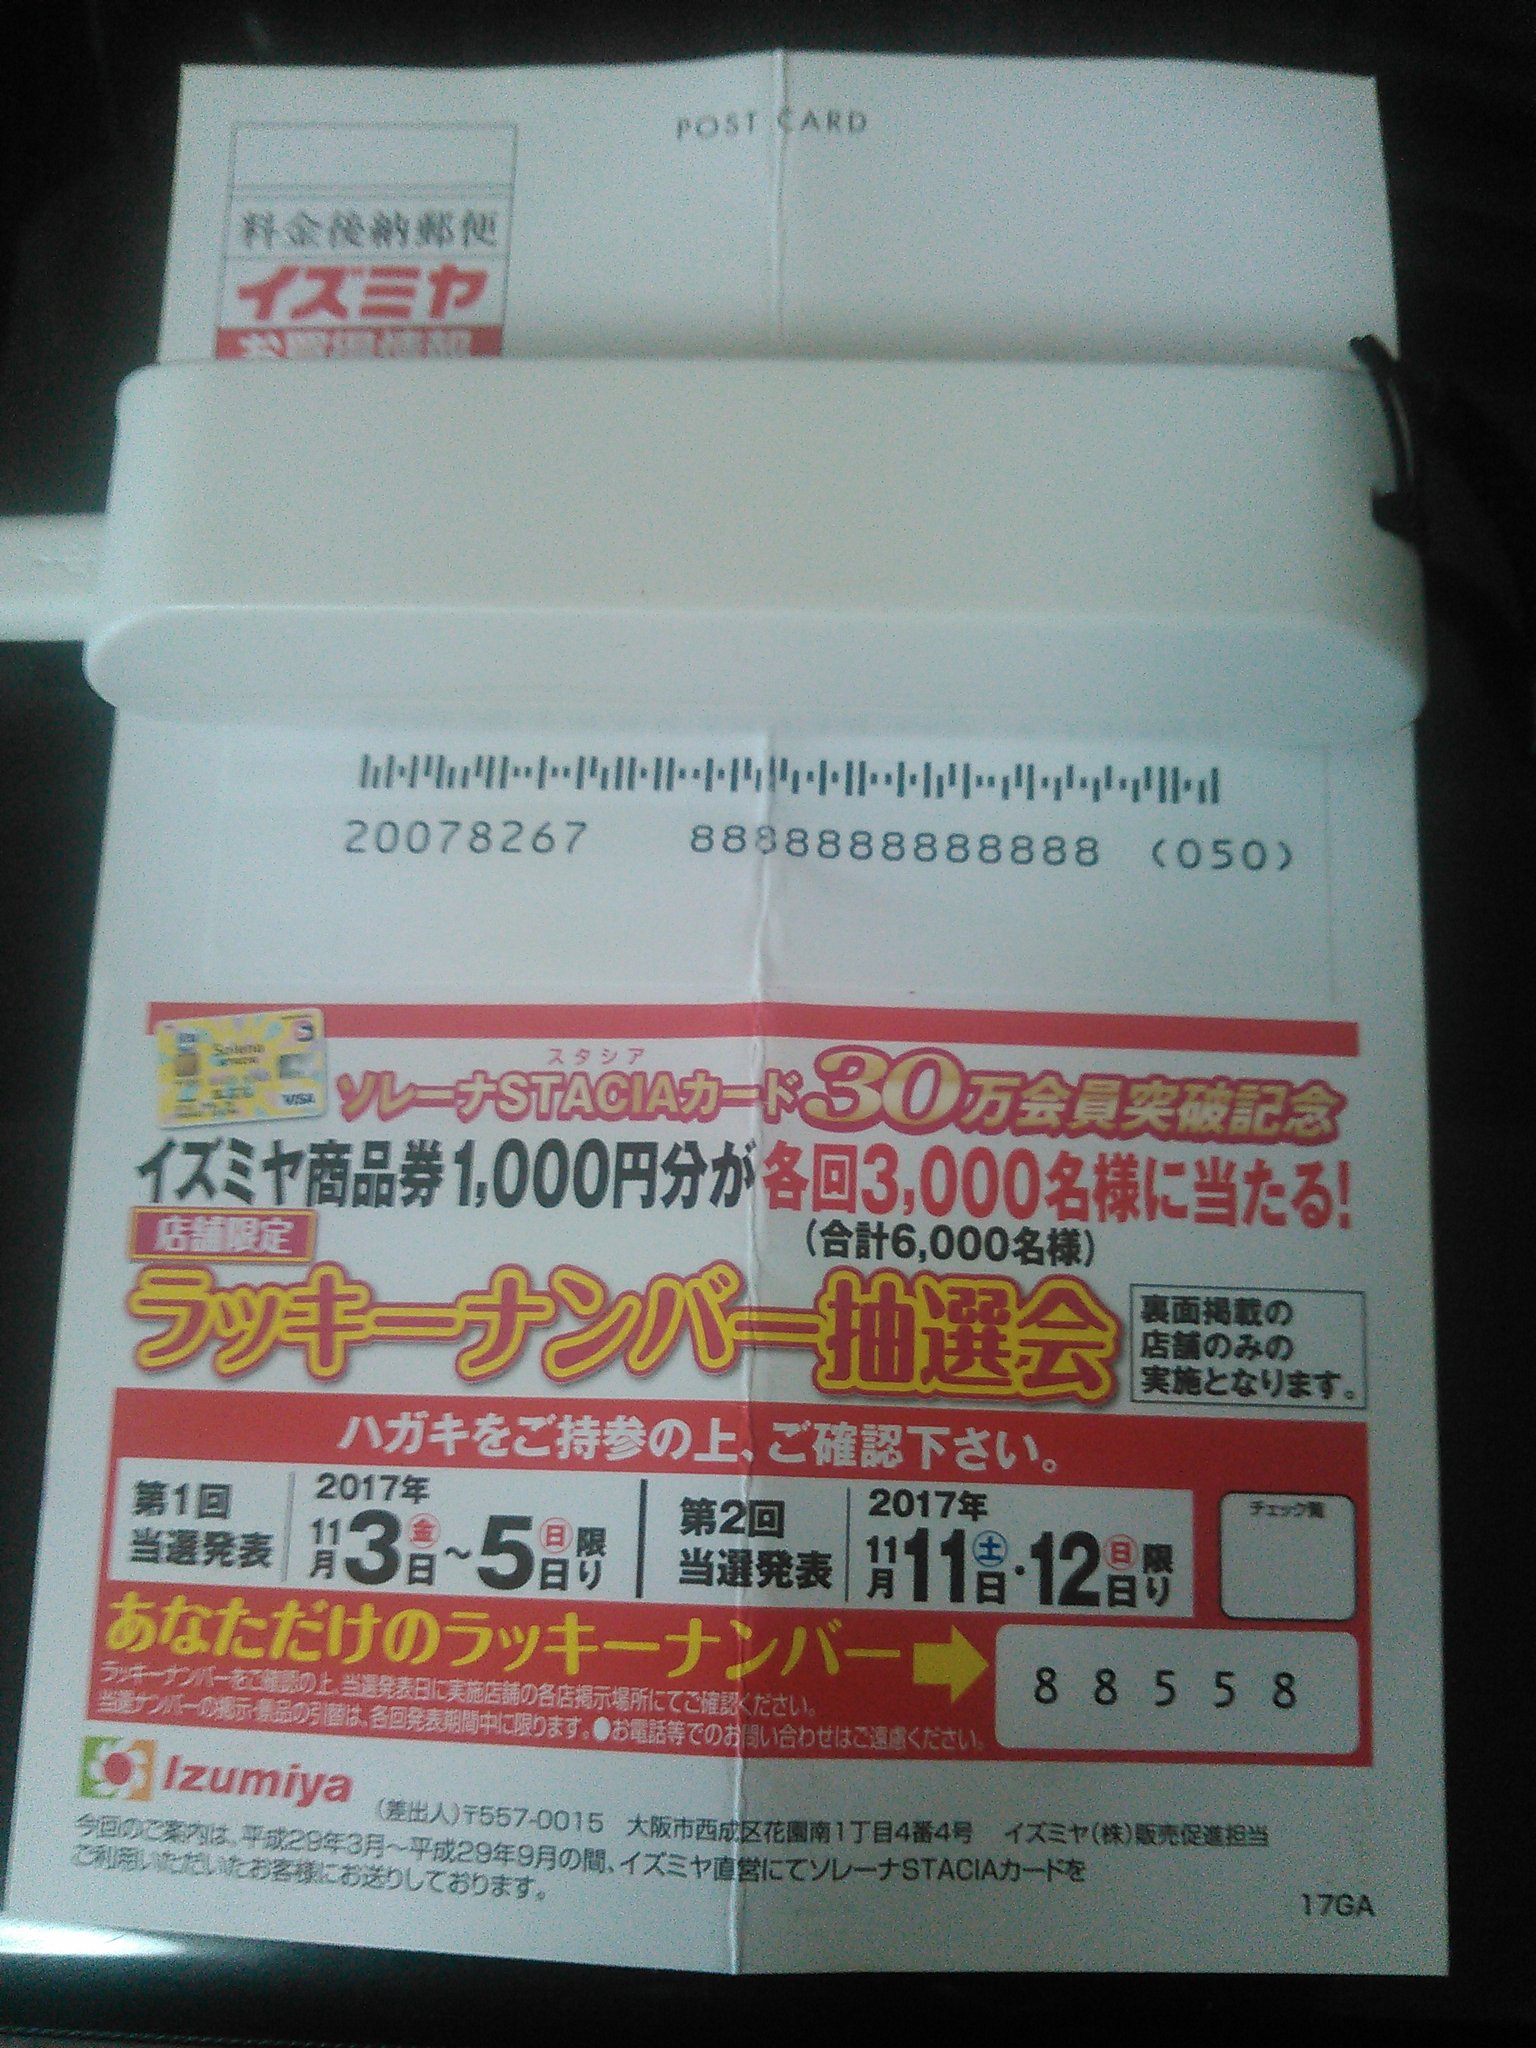 POST CARD
料金後納郵便
イズミヤ
お買得情報
20078267 8888888888888 (050)
スタシア
ソレーナSTACIAカード30万会員突破記念
イズミヤ商品券1,000円分が各回3,000名様に当たる!
(合計6,000名様)
店舗限定
ラッキーナンバー抽選会
裏面掲載の
店舗のみの
実施となります。
ハガキをご持参の上、ご確認下さい。
第1回
当選発表
2017年
11月3日金~5日日限り
第2回
当選発表
2017年
11月11日土・12日日限り
チェック欄
あなただけのラッキーナンバー
8 8 5 5 8
ラッキーナンバーをご確認の上、当選発表日に実施店舗の各店掲示場所にてご確認ください。
当選ナンバーの掲示・景品の引替は、各回発表期間中に限ります。●お電話等でのお問い合わせはご遠慮ください。
Izumiya
(差出人)〒557-0015 大阪市西成区花園南1丁目4番4号 イズミヤ(株)販売促進担当
今回のご案内は、平成29年3月~平成29年9月の間、イズミヤ直営にてソレーナSTACIAカードを
ご利用いただいたお客様にお送りしております。
17GA
VISA